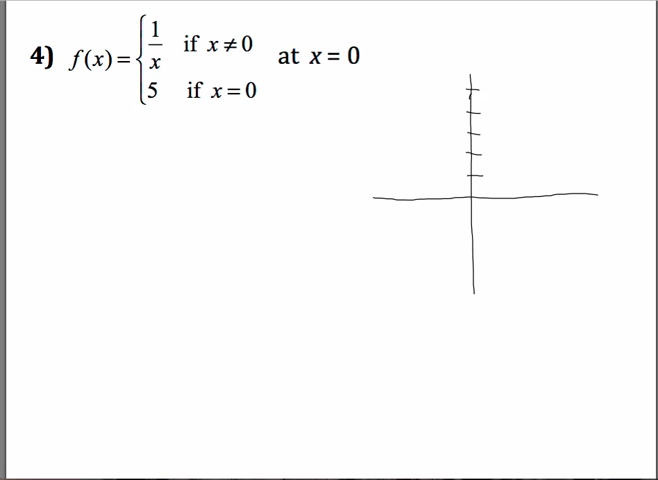 4) f(x) = { 1/x if x ≠ 0 at x = 0
5 if x = 0